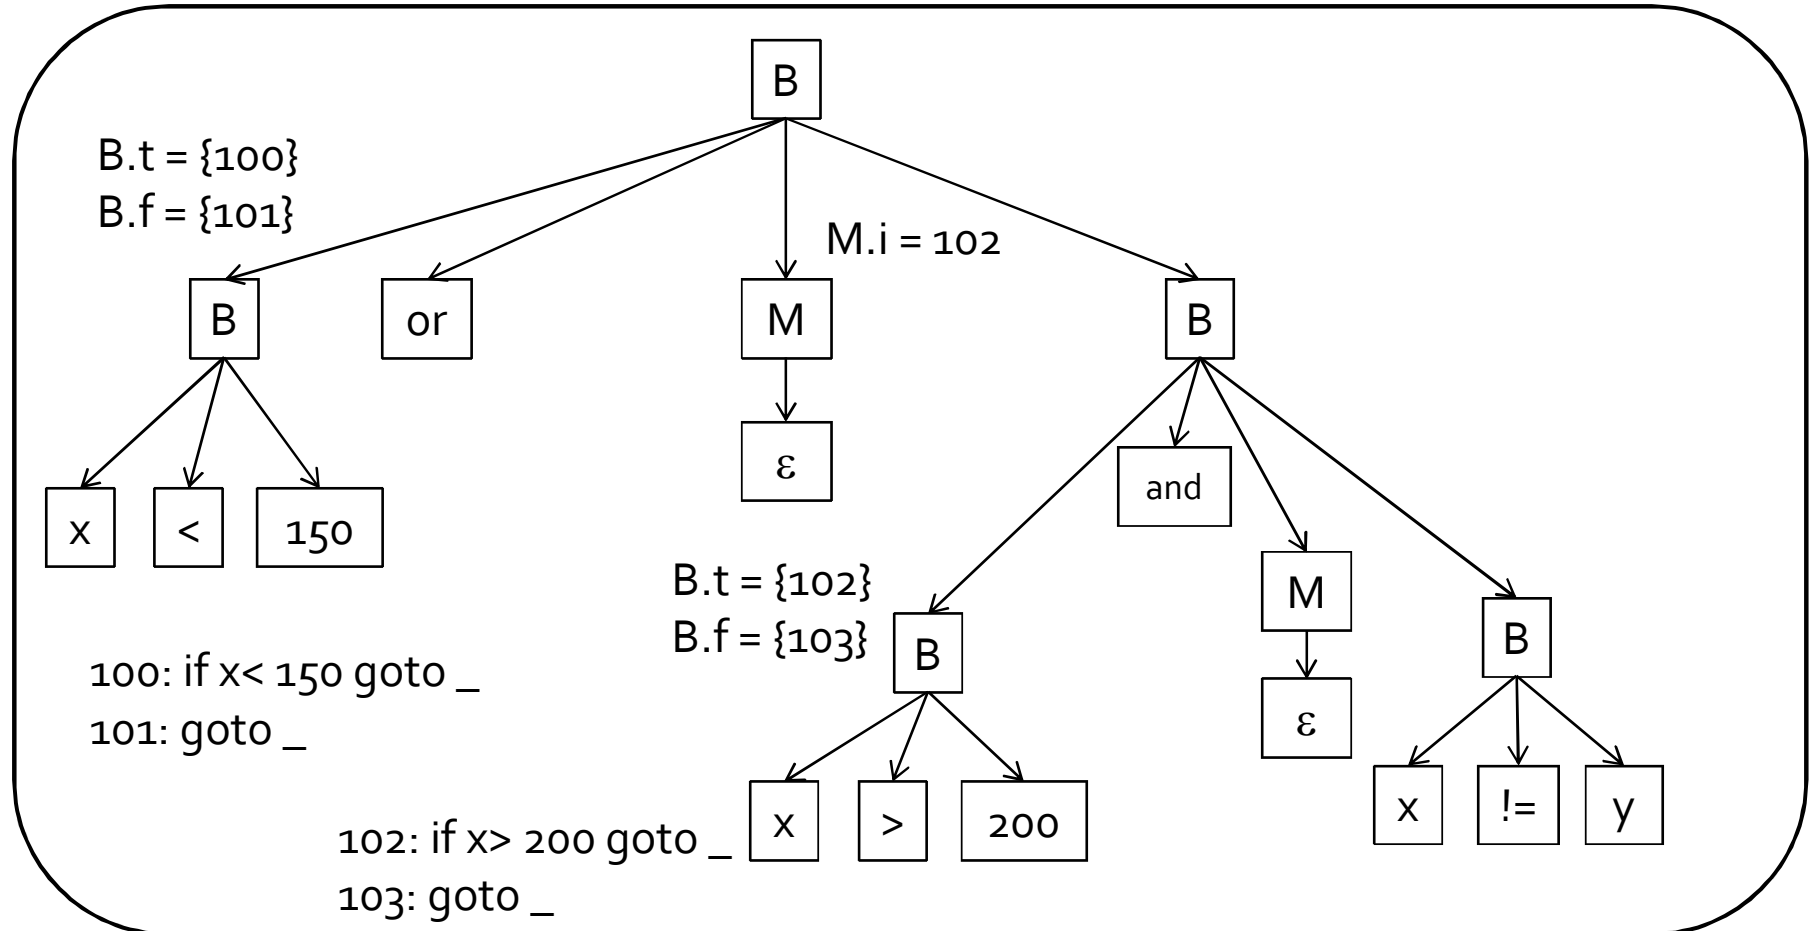 B
B.t = {100}
B.f = {101}
M.i = 102
B
or
M
B
ε
and
x
<
150
B.t = {102}
B.f = {103}
B
M
B
ε
100: if x< 150 goto _
101: goto _
x
>
200
x
!=
y
102: if x> 200 goto _
103: goto _